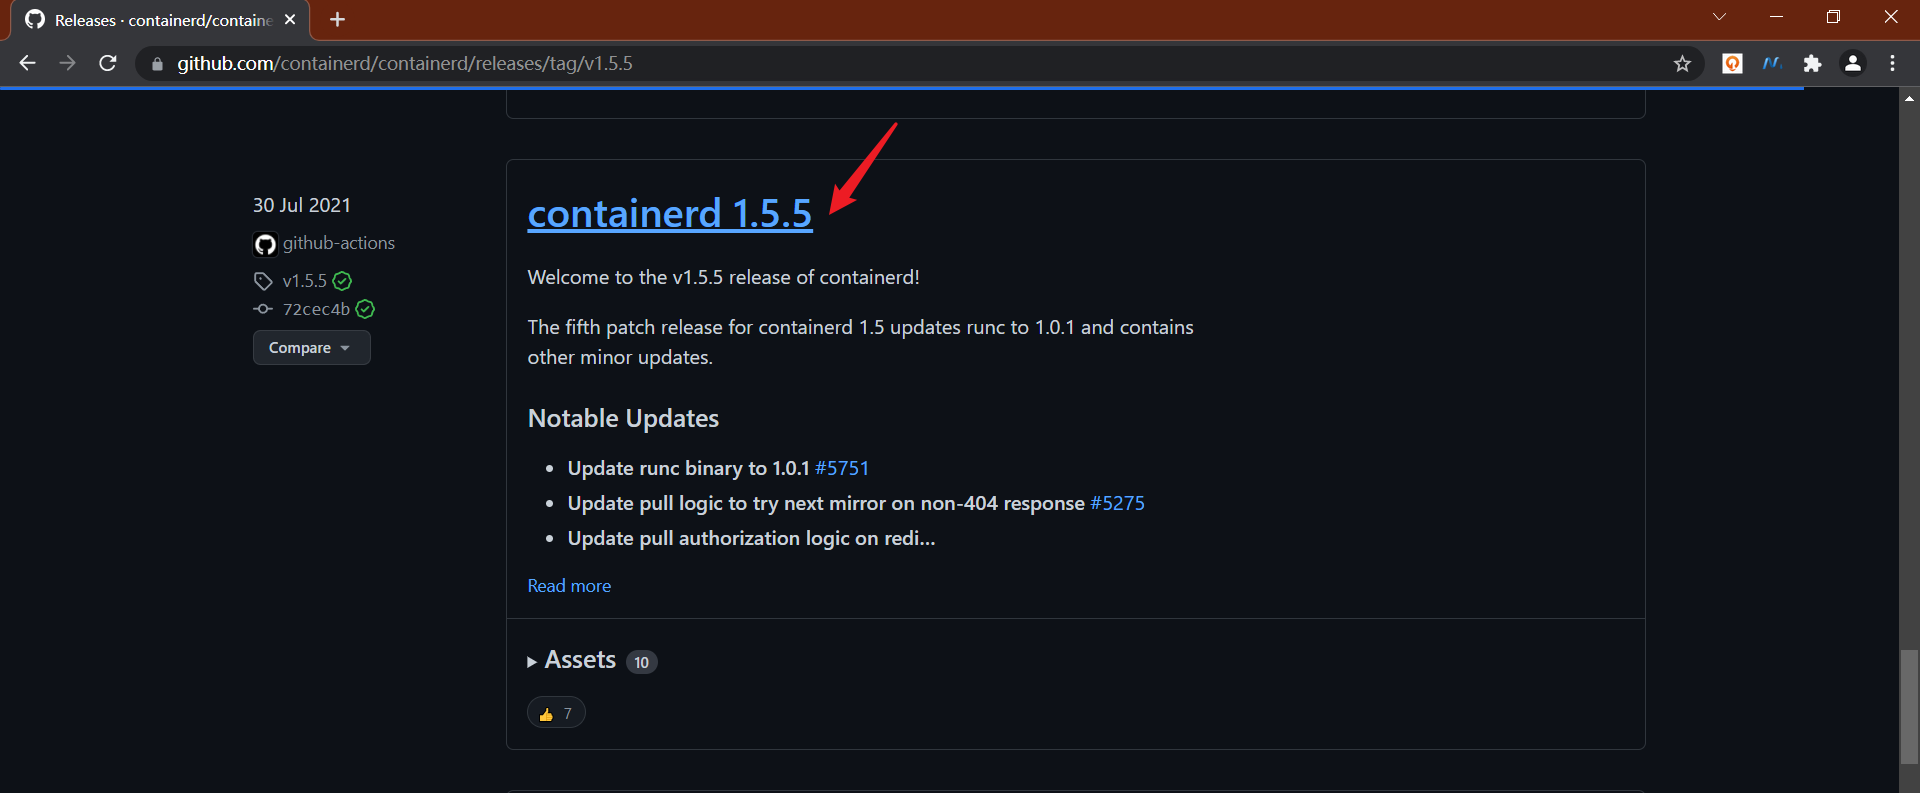 Releases · containerd/containe
github.com/containerd/containerd/releases/tag/v1.5.5
30 Jul 2021
github-actions
v1.5.5
72cec4b
Compare
containerd 1.5.5
Welcome to the v1.5.5 release of containerd!
The fifth patch release for containerd 1.5 updates runc to 1.0.1 and contains
other minor updates.
Notable Updates
Update runc binary to 1.0.1 #5751
Update pull logic to try next mirror on non-404 response #5275
Update pull authorization logic on redi...
Read more
Assets 10
👍 7